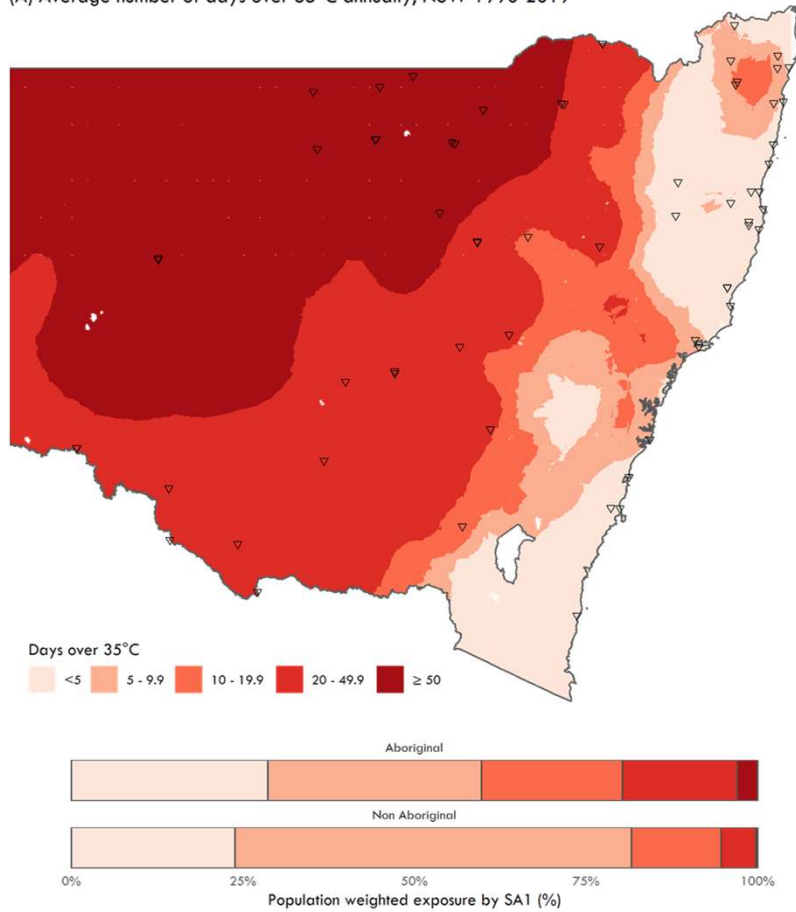 Days over 35°C
<5 5 - 9.9 10 - 19.9 20 - 49.9 ≥ 50
Aboriginal
Non Aboriginal
0% 25% 50% 75% 100%
Population weighted exposure by SA1 (%)